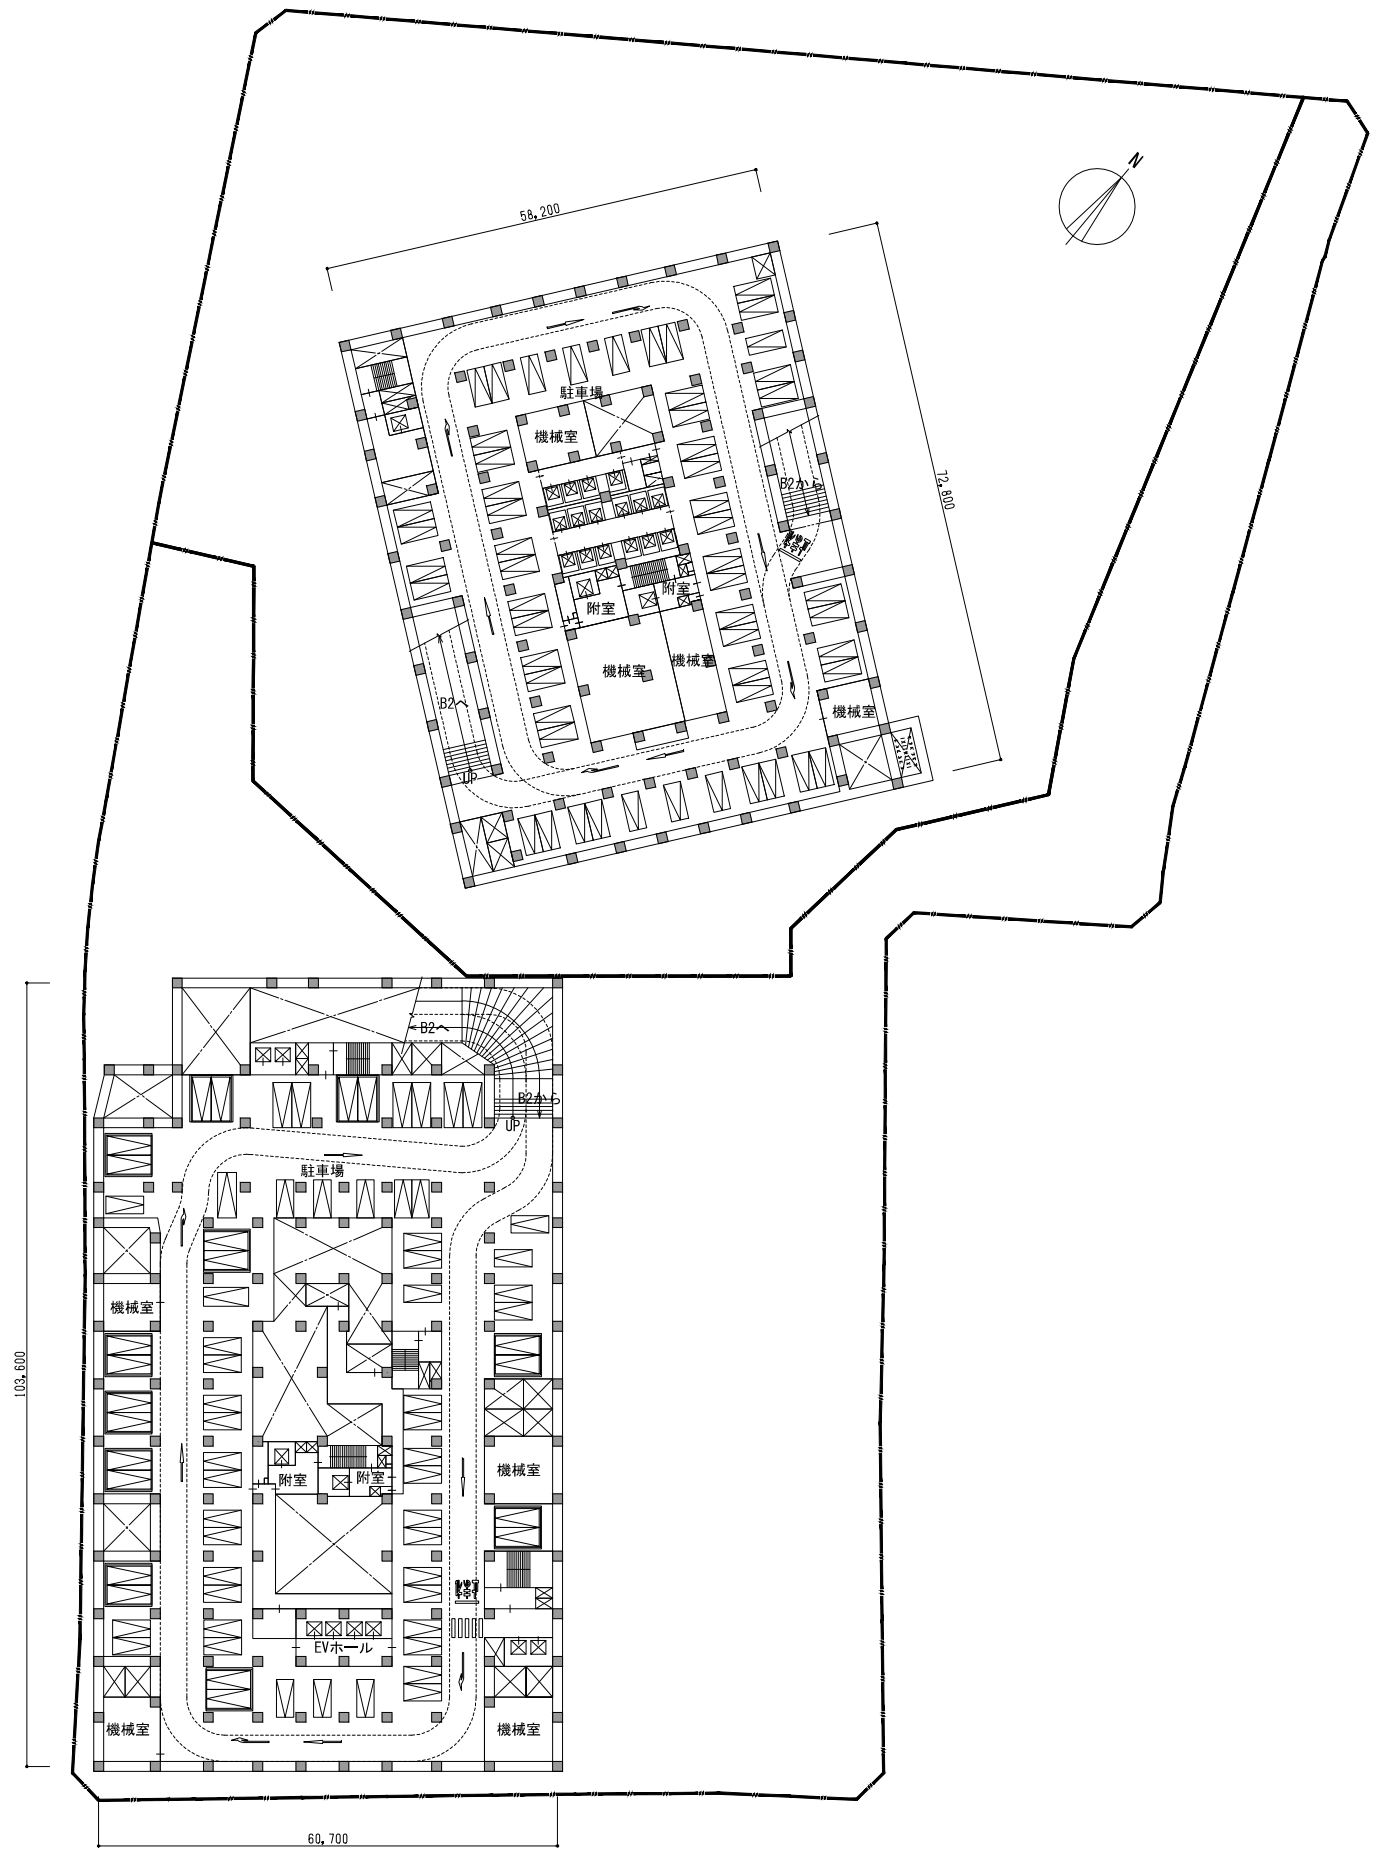 N
58,200
72,800
駐車場
機械室
B2から
附室
附室
機械室
機械室
B2へ
機械室
UP
B2へ
B2から
UP
駐車場
機械室
103,600
機械室
附室
附室
EVホール
機械室
機械室
60,700